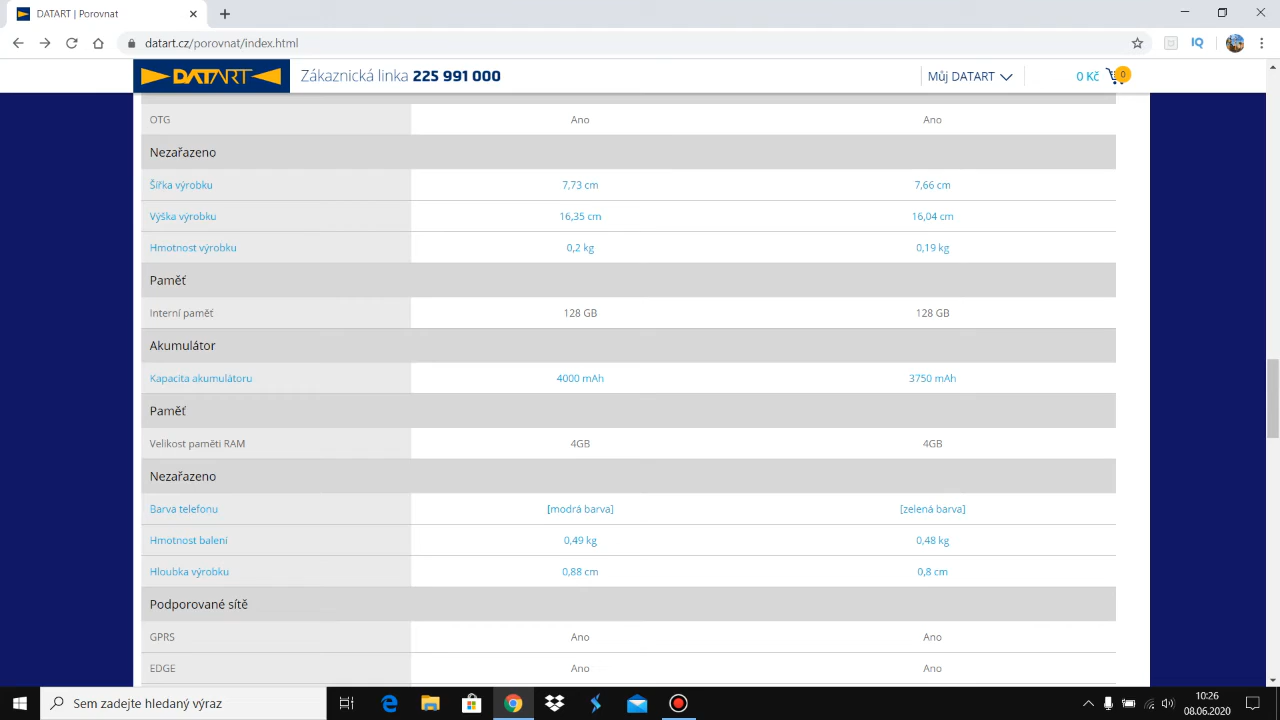 DATART | Porovnat
datart.cz/porovnat/index.html
IQ
DATART
Zákaznická linka 225 991 000
Můj DATART
0 Kč
0
OTG Ano Ano
Nezařazeno
Šířka výrobku 7,73 cm 7,66 cm
Výška výrobku 16,35 cm 16,04 cm
Hmotnost výrobku 0,2 kg 0,19 kg
Paměť
Interní paměť 128 GB 128 GB
Akumulátor
Kapacita akumulátoru 4000 mAh 3750 mAh
Paměť
Velikost paměti RAM 4GB 4GB
Nezařazeno
Barva telefonu [modrá barva] [zelená barva]
Hmotnost balení 0,49 kg 0,48 kg
Hloubka výrobku 0,88 cm 0,8 cm
Podporované sítě
GPRS Ano Ano
EDGE Ano Ano
Sem zadejte hledaný výraz
10:26
08.06.2020